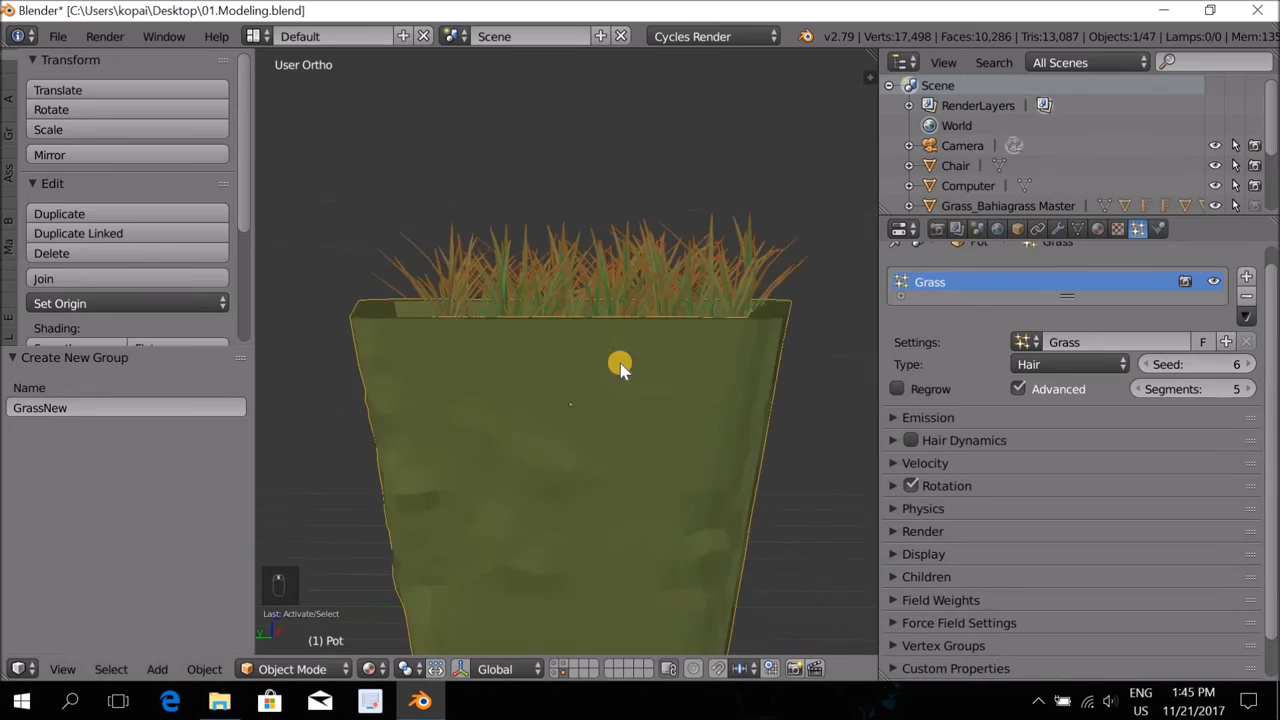 Blender* [C:\Users\kopai\Desktop\01.Modeling.blend]
File Render Window Help Default Scene Cycles Render v2.79 | Verts:17,498 | Faces:10,286 | Tris:13,087 | Objects:1/47 | Lamps:0/0 | Mem:135
Transform
Translate
Rotate
Scale
Mirror
Edit
Duplicate
Duplicate Linked
Delete
Join
Set Origin
Shading:
Create New Group
Name
GrassNew
A
Gr
Ass
B
Ma
E
L
User Ortho
Last: Activate/Select
(1) Pot
View Select Add Object Object Mode Global
View Search All Scenes
Scene
RenderLayers
World
Camera
Chair
Computer
Grass_Bahiagrass Master
Pot Grass
Grass
Settings: Grass F
Type: Hair Seed: 6
Regrow Advanced Segments: 5
Emission
Hair Dynamics
Velocity
Rotation
Physics
Render
Display
Children
Field Weights
Force Field Settings
Vertex Groups
Custom Properties
ENG 1:45 PM
US 11/21/2017